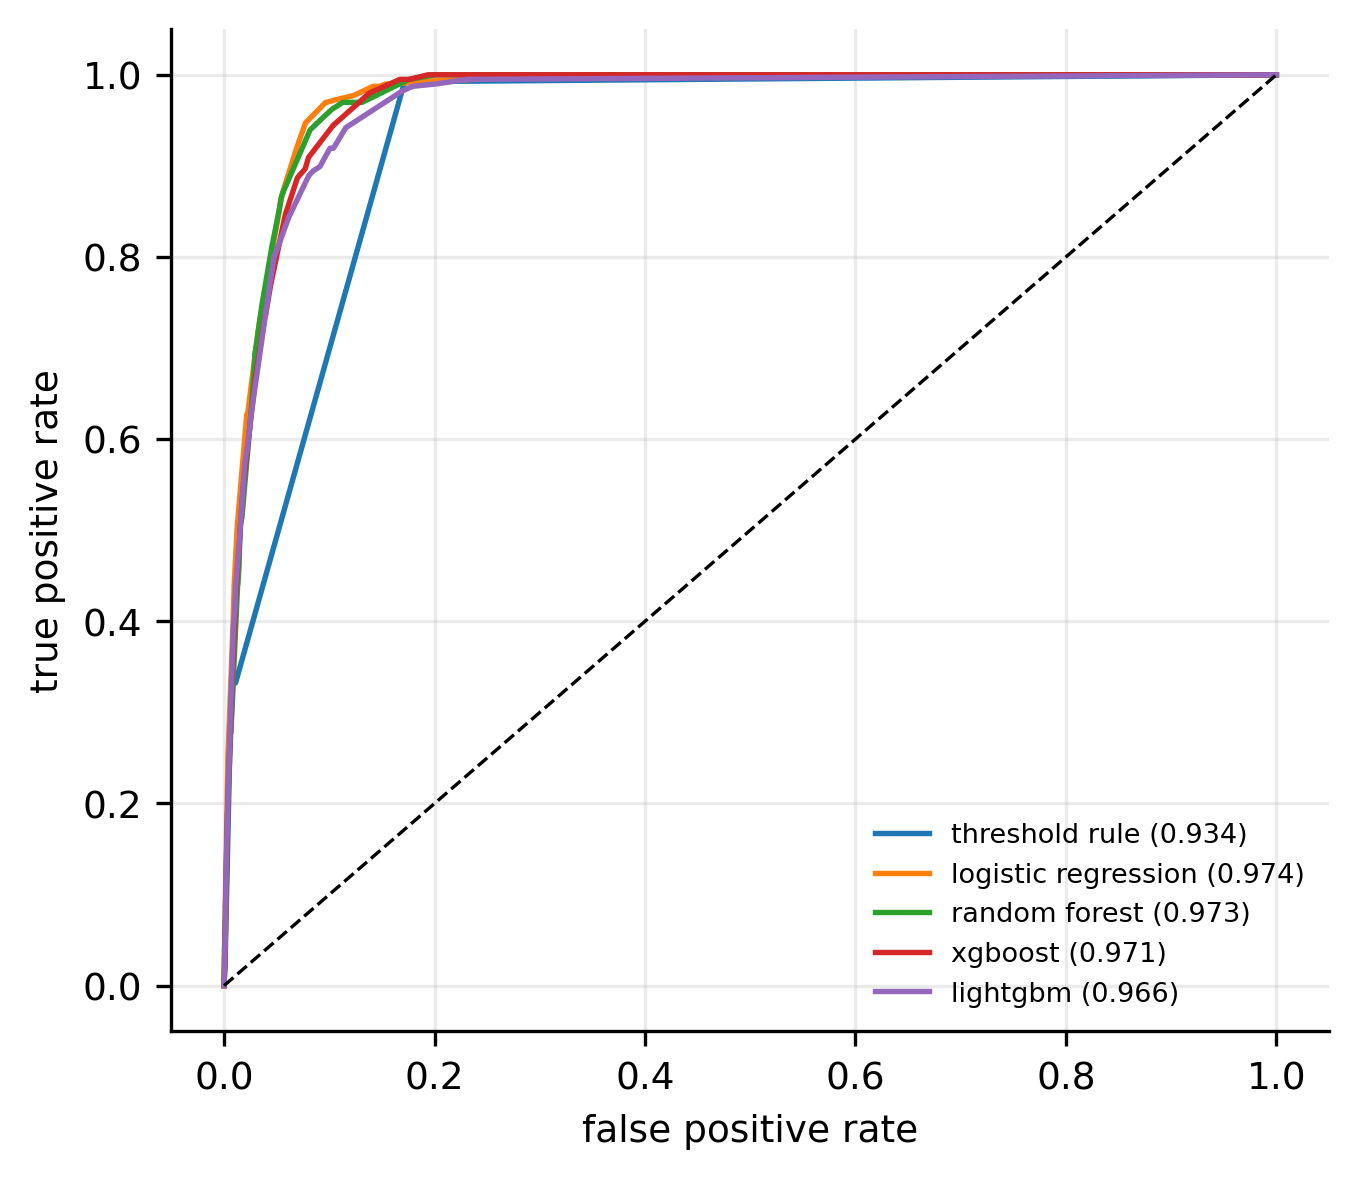 1.0
0.8
0.6
0.4
0.2
0.0
true positive rate
threshold rule (0.934)
logistic regression (0.974)
random forest (0.973)
xgboost (0.971)
lightgbm (0.966)
0.0 0.2 0.4 0.6 0.8 1.0
false positive rate